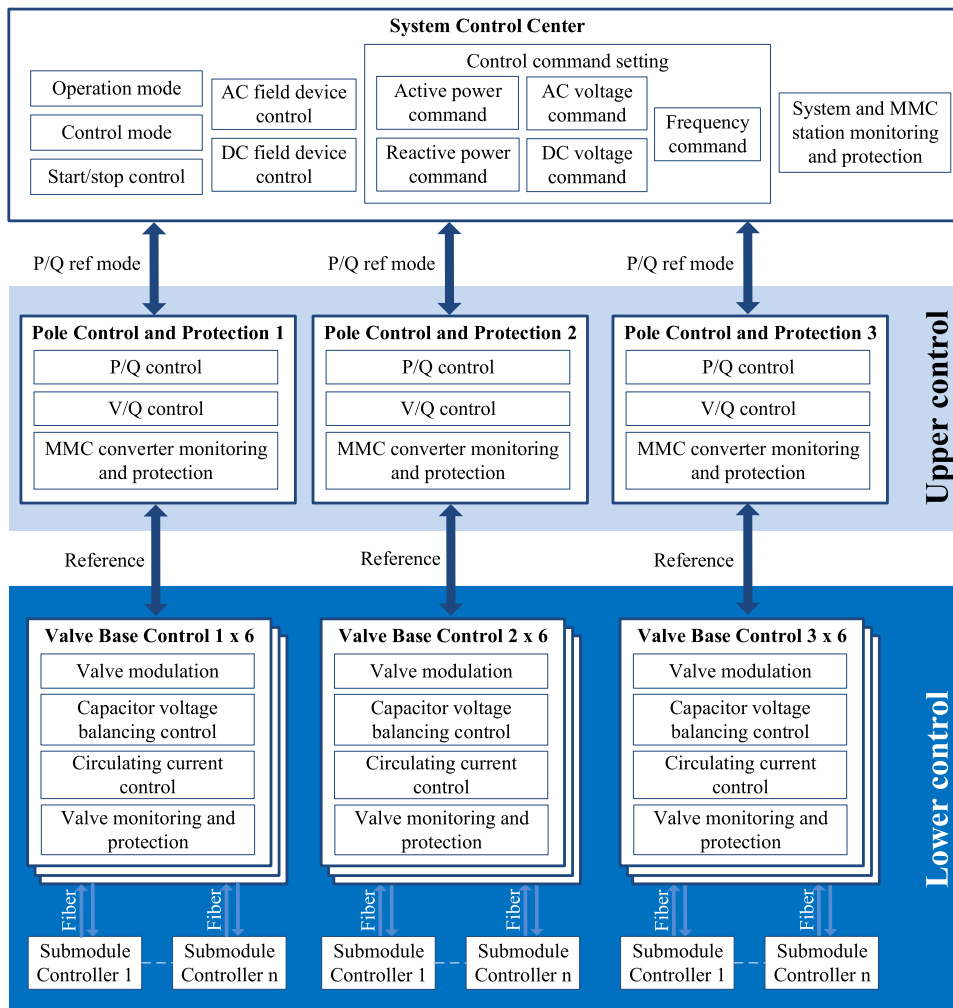 System Control Center
Operation mode
Control mode
Start/stop control
AC field device
control
DC field device
control
Control command setting
Active power
command
Reactive power
command
AC voltage
command
DC voltage
command
Frequency
command
System and MMC
station monitoring
and protection
P/Q ref mode
P/Q ref mode
P/Q ref mode
Upper control
Pole Control and Protection 1
P/Q control
V/Q control
MMC converter monitoring
and protection
Pole Control and Protection 2
P/Q control
V/Q control
MMC converter monitoring
and protection
Pole Control and Protection 3
P/Q control
V/Q control
MMC converter monitoring
and protection
Reference
Reference
Reference
Lower control
Valve Base Control 1 x 6
Valve modulation
Capacitor voltage
balancing control
Circulating current
control
Valve monitoring and
protection
Valve Base Control 2 x 6
Valve modulation
Capacitor voltage
balancing control
Circulating current
control
Valve monitoring and
protection
Valve Base Control 3 x 6
Valve modulation
Capacitor voltage
balancing control
Circulating current
control
Valve monitoring and
protection
Fiber
Fiber
Fiber
Fiber
Fiber
Fiber
Submodule
Controller 1
Submodule
Controller n
Submodule
Controller 1
Submodule
Controller n
Submodule
Controller 1
Submodule
Controller n